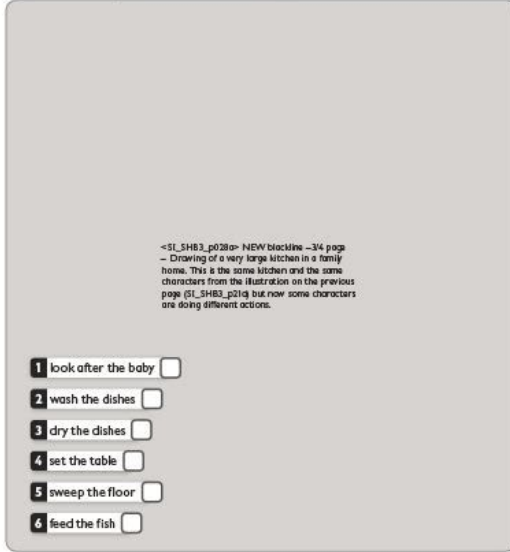 <SI_SHB3_p028a> NEW blackline –3/4 page
– Drawing of a very large kitchen in a family
home. This is the same kitchen and the same
characters from the illustration on the previous
page (SI_SHB3_p21a) but now some characters
are doing different actions.
1 look after the baby
2 wash the dishes
3 dry the dishes
4 set the table
5 sweep the floor
6 feed the fish